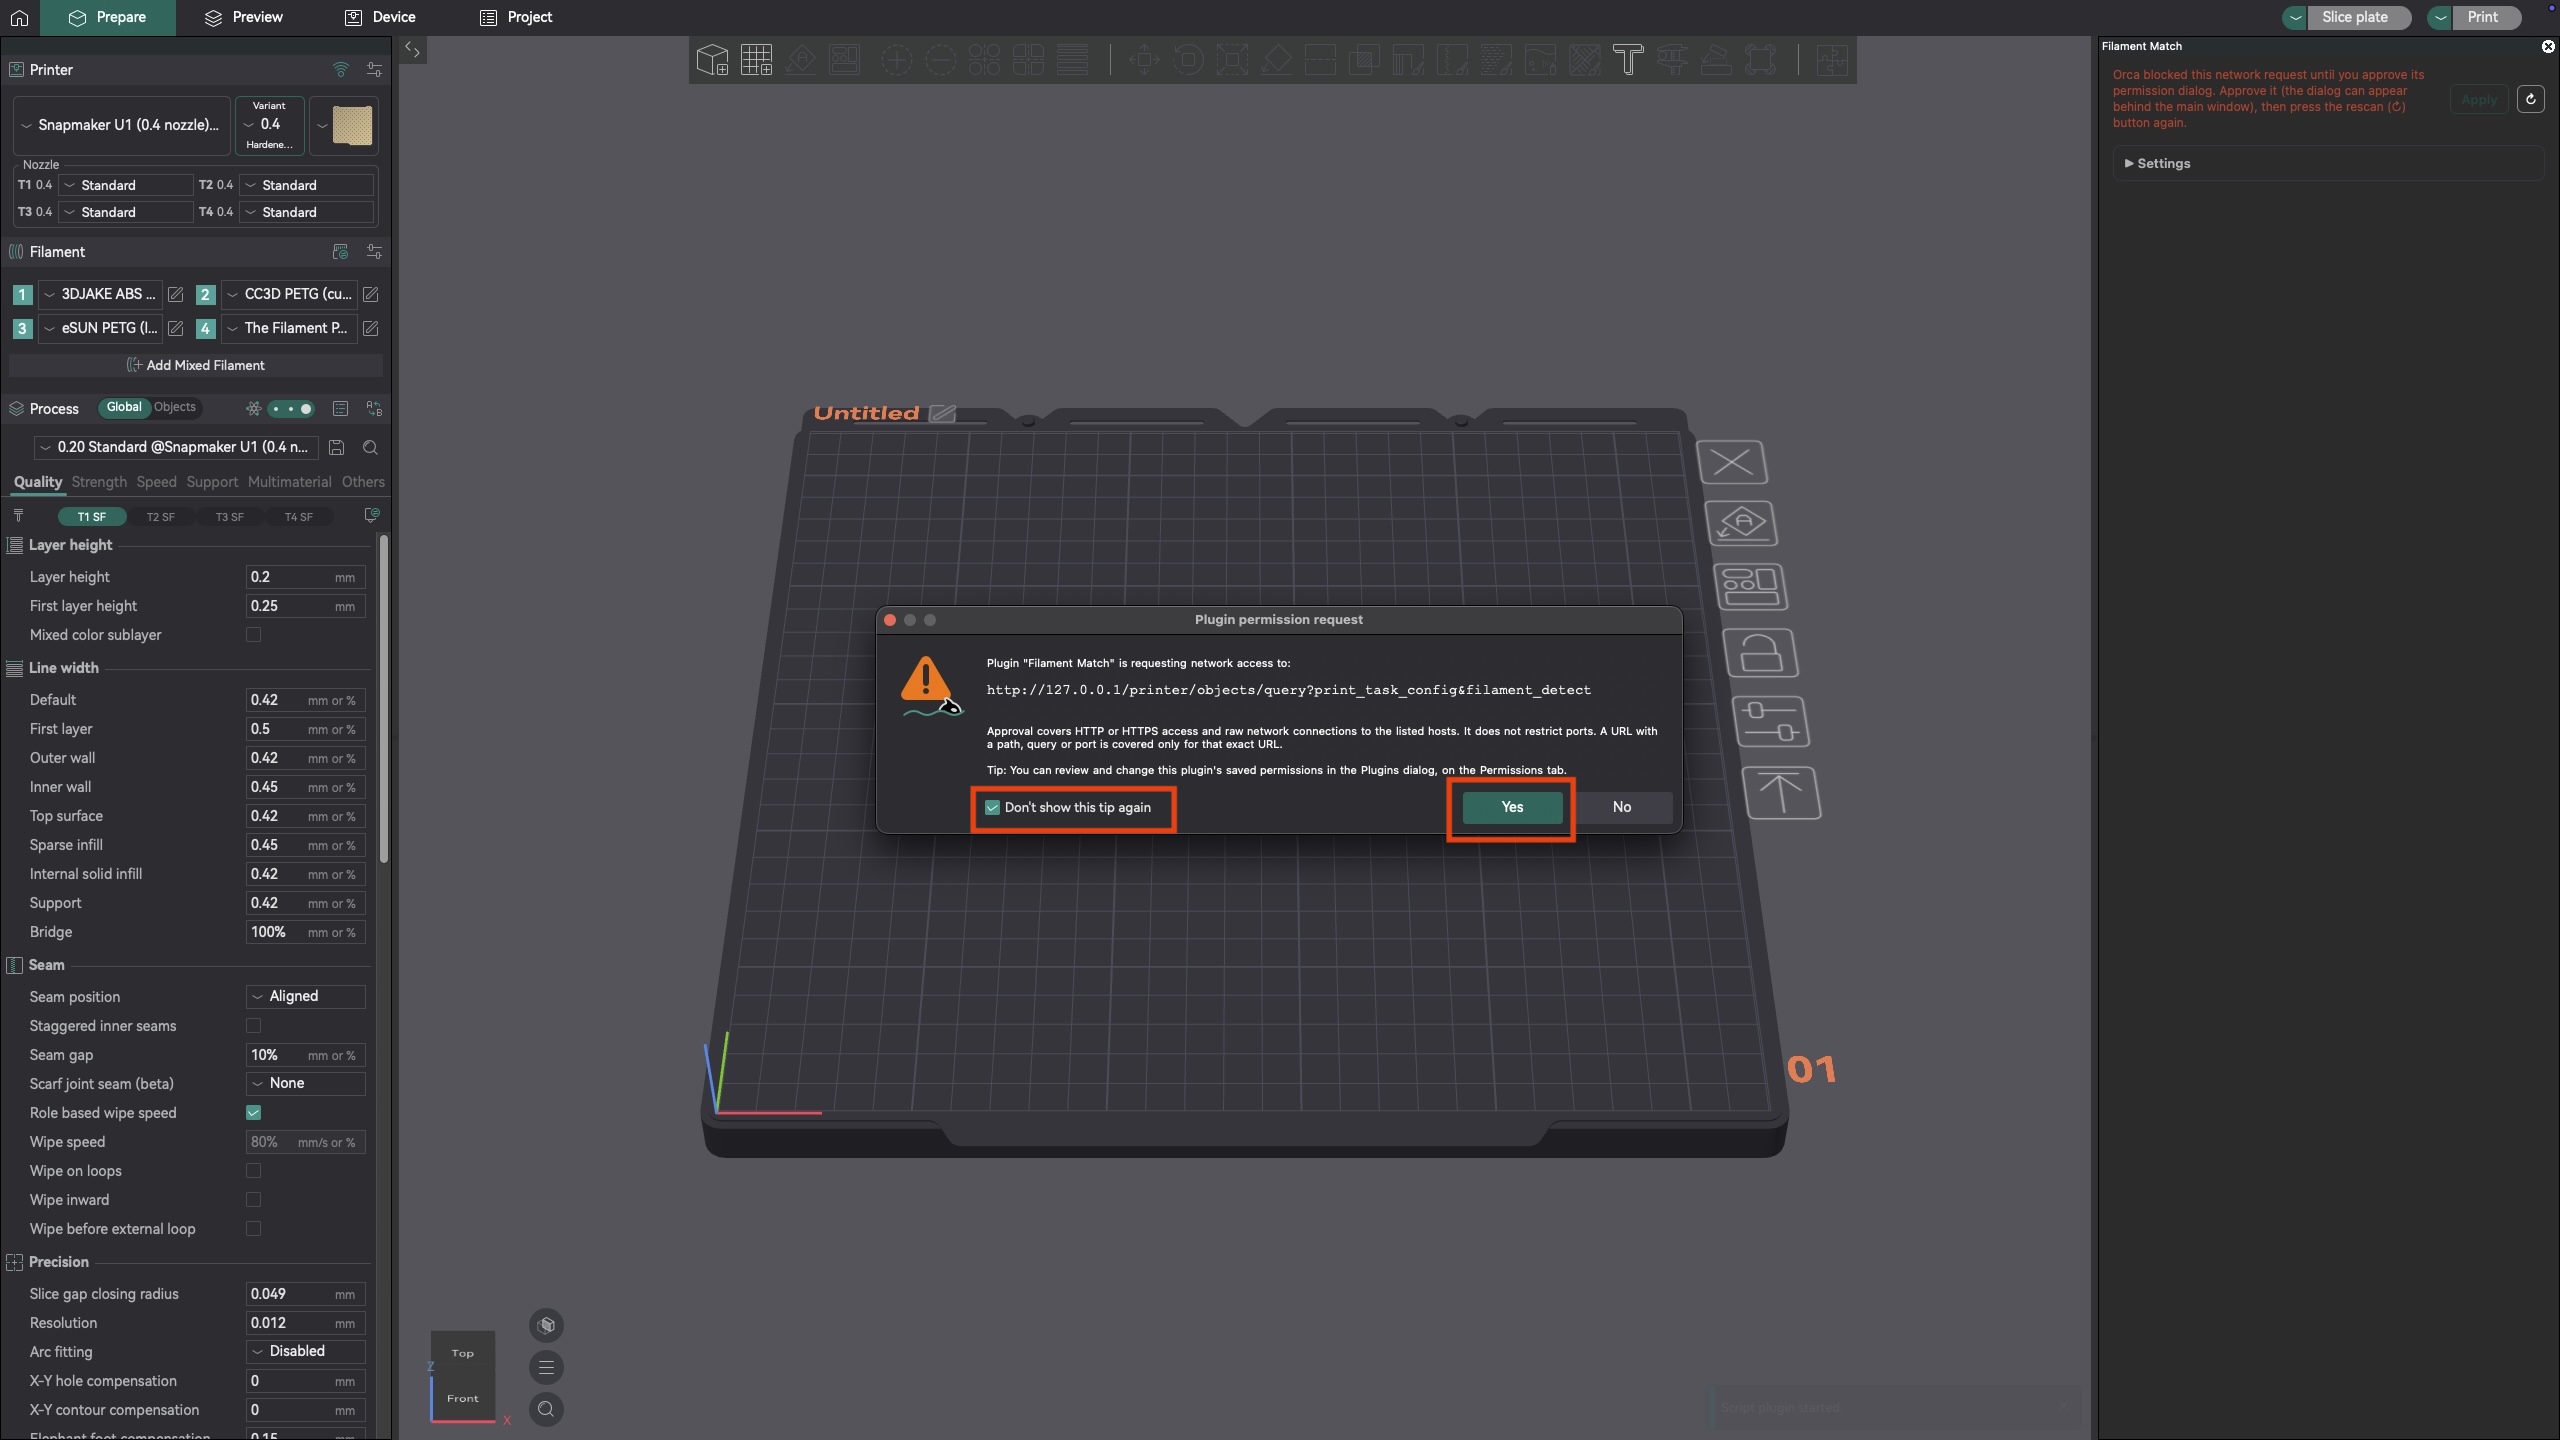 Prepare
Preview
Device
Project
Slice plate
Print
Printer
Snapmaker U1 (0.4 nozzle)...
Variant
0.4
Hardene...
Nozzle
T1 0.4 Standard T2 0.4 Standard
T3 0.4 Standard T4 0.4 Standard
Filament
1 3DJAKE ABS ... 2 CC3D PETG (cu...
3 eSUN PETG (l... 4 The Filament P...
Add Mixed Filament
Process Global Objects
0.20 Standard @Snapmaker U1 (0.4 n...
Quality Strength Speed Support Multimaterial Others
T1 SF T2 SF T3 SF T4 SF
Layer height
Layer height 0.2 mm
First layer height 0.25 mm
Mixed color sublayer
Line width
Default 0.42 mm or %
First layer 0.5 mm or %
Outer wall 0.42 mm or %
Inner wall 0.45 mm or %
Top surface 0.42 mm or %
Sparse infill 0.45 mm or %
Internal solid infill 0.42 mm or %
Support 0.42 mm or %
Bridge 100% mm or %
Seam
Seam position Aligned
Staggered inner seams
Seam gap 10% mm or %
Scarf joint seam (beta) None
Role based wipe speed
Wipe speed 80% mm/s or %
Wipe on loops
Wipe inward
Wipe before external loop
Precision
Slice gap closing radius 0.049 mm
Resolution 0.012 mm
Arc fitting Disabled
X-Y hole compensation 0 mm
X-Y contour compensation 0 mm
Elephant foot compensation 0.15 mm
Untitled
Plugin permission request
Plugin "Filament Match" is requesting network access to:
http://127.0.0.1/printer/objects/query?print_task_config&filament_detect
Approval covers HTTP or HTTPS access and raw network connections to the listed hosts. It does not restrict ports. A URL with
a path, query or port is covered only for that exact URL.
Tip: You can review and change this plugin's saved permissions in the Plugins dialog, on the Permissions tab.
Don't show this tip again
Yes
No
01
Top
Front
Z
X
Script plugin started
Filament Match
Orca blocked this network request until you approve its
permission dialog. Approve it (the dialog can appear
behind the main window), then press the rescan (↻)
button again.
Apply
Settings